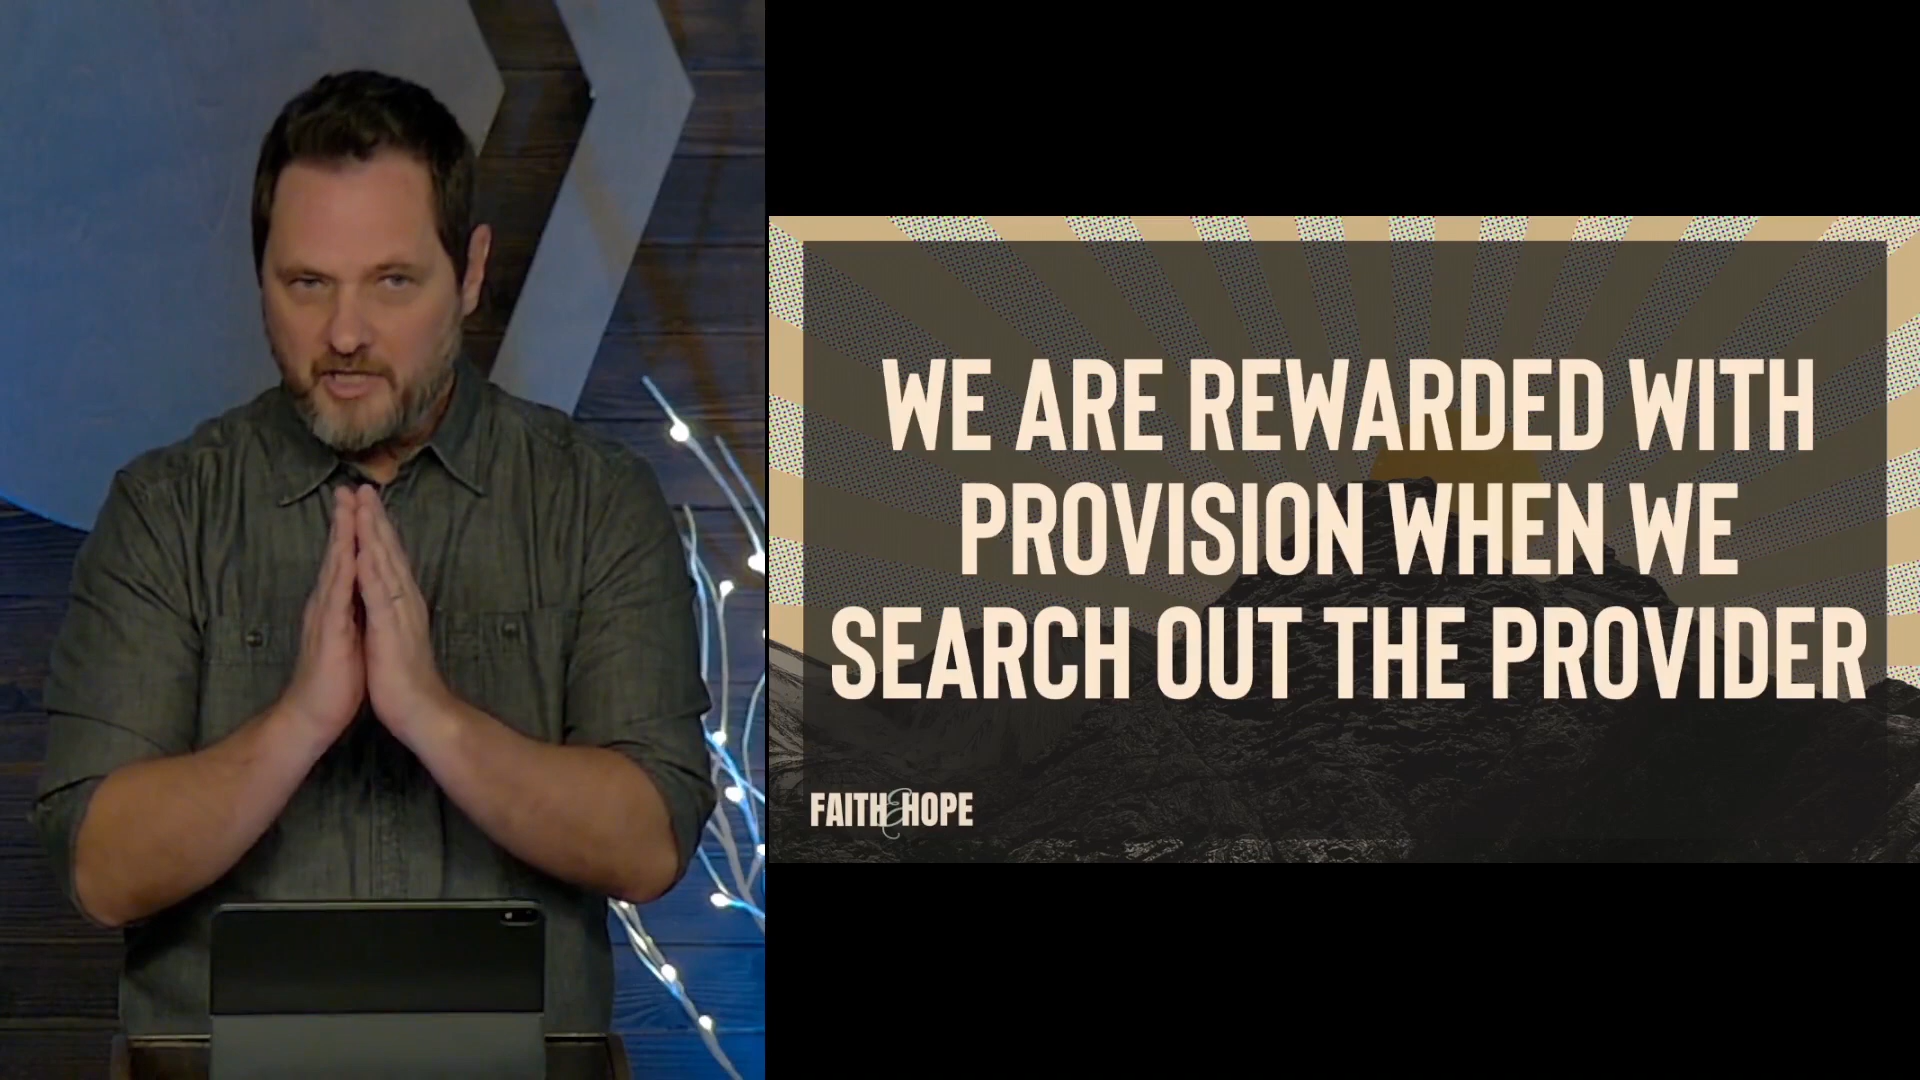 WE ARE REWARDED WITH
PROVISION WHEN WE
SEARCH OUT THE PROVIDER
FAITH & HOPE